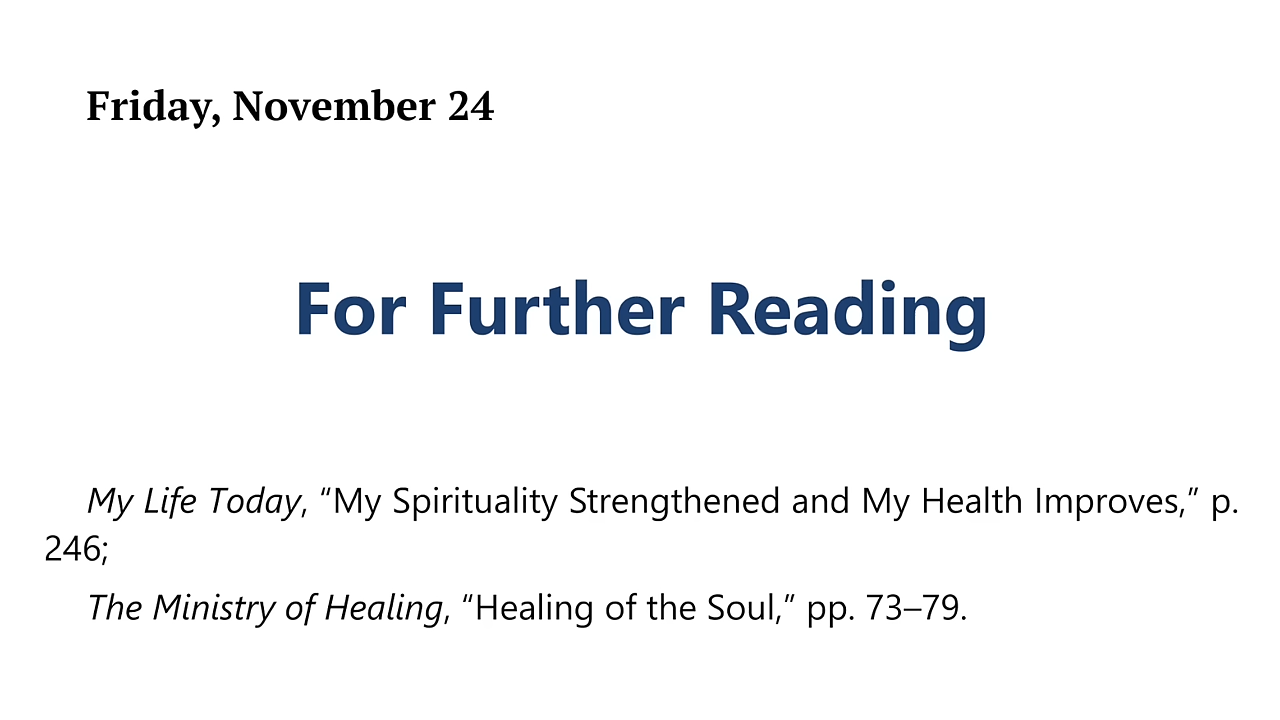 Friday, November 24
For Further Reading
My Life Today, “My Spirituality Strengthened and My Health Improves,” p.
246;
The Ministry of Healing, “Healing of the Soul,” pp. 73–79.